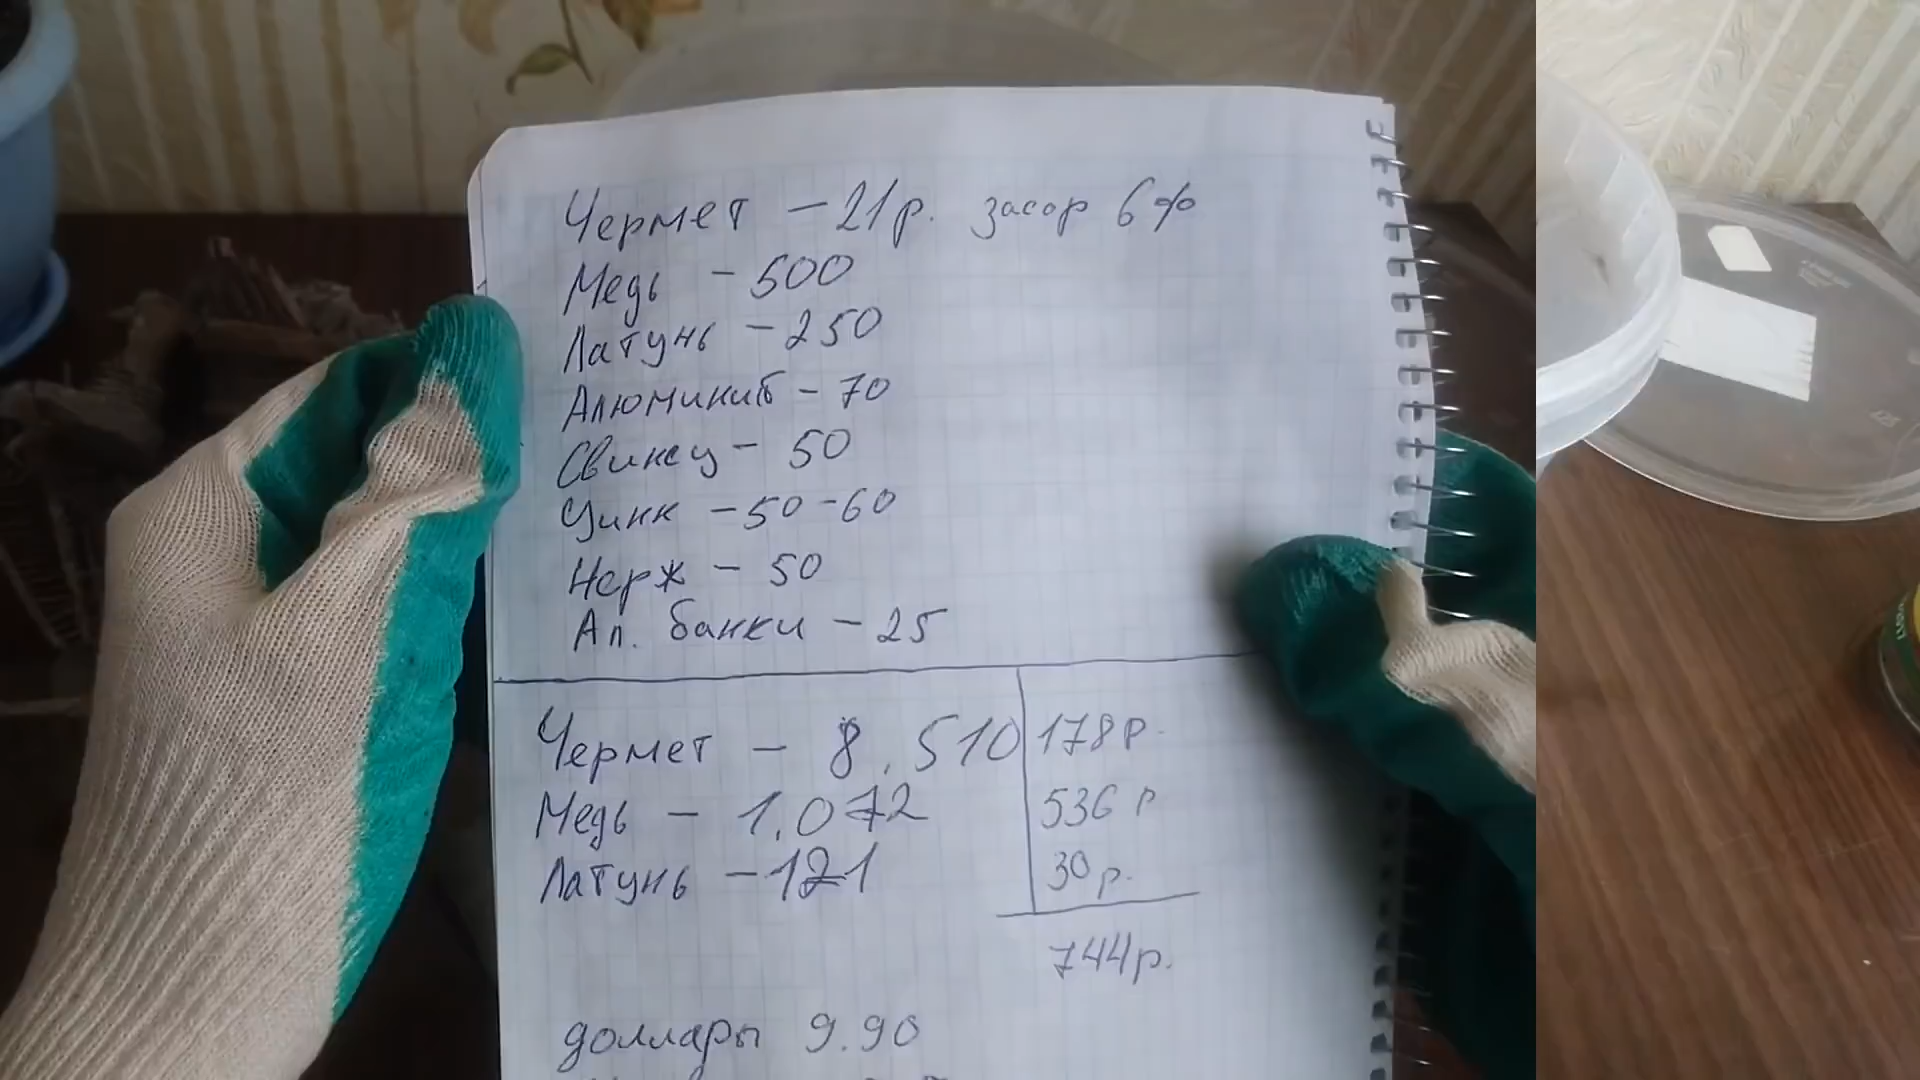 Чермет – 21р. засор 6%
Медь – 500
Латунь – 250
Алюминий – 70
Свинец – 50
Цинк – 50-60
Нерж – 50
Ал. банки – 25
Чермет – 8.510 178р.
Медь – 1.072 536р
Латунь – 121 30р.
744р.
доллары 9.90